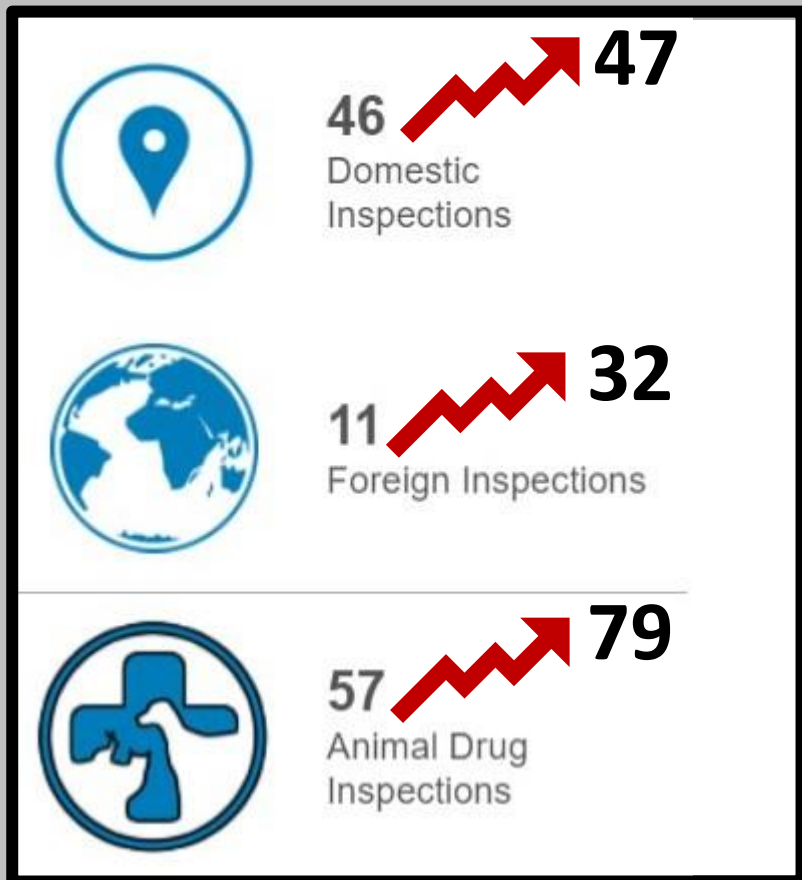 46 47
Domestic
Inspections
11 32
Foreign Inspections
57 79
Animal Drug
Inspections